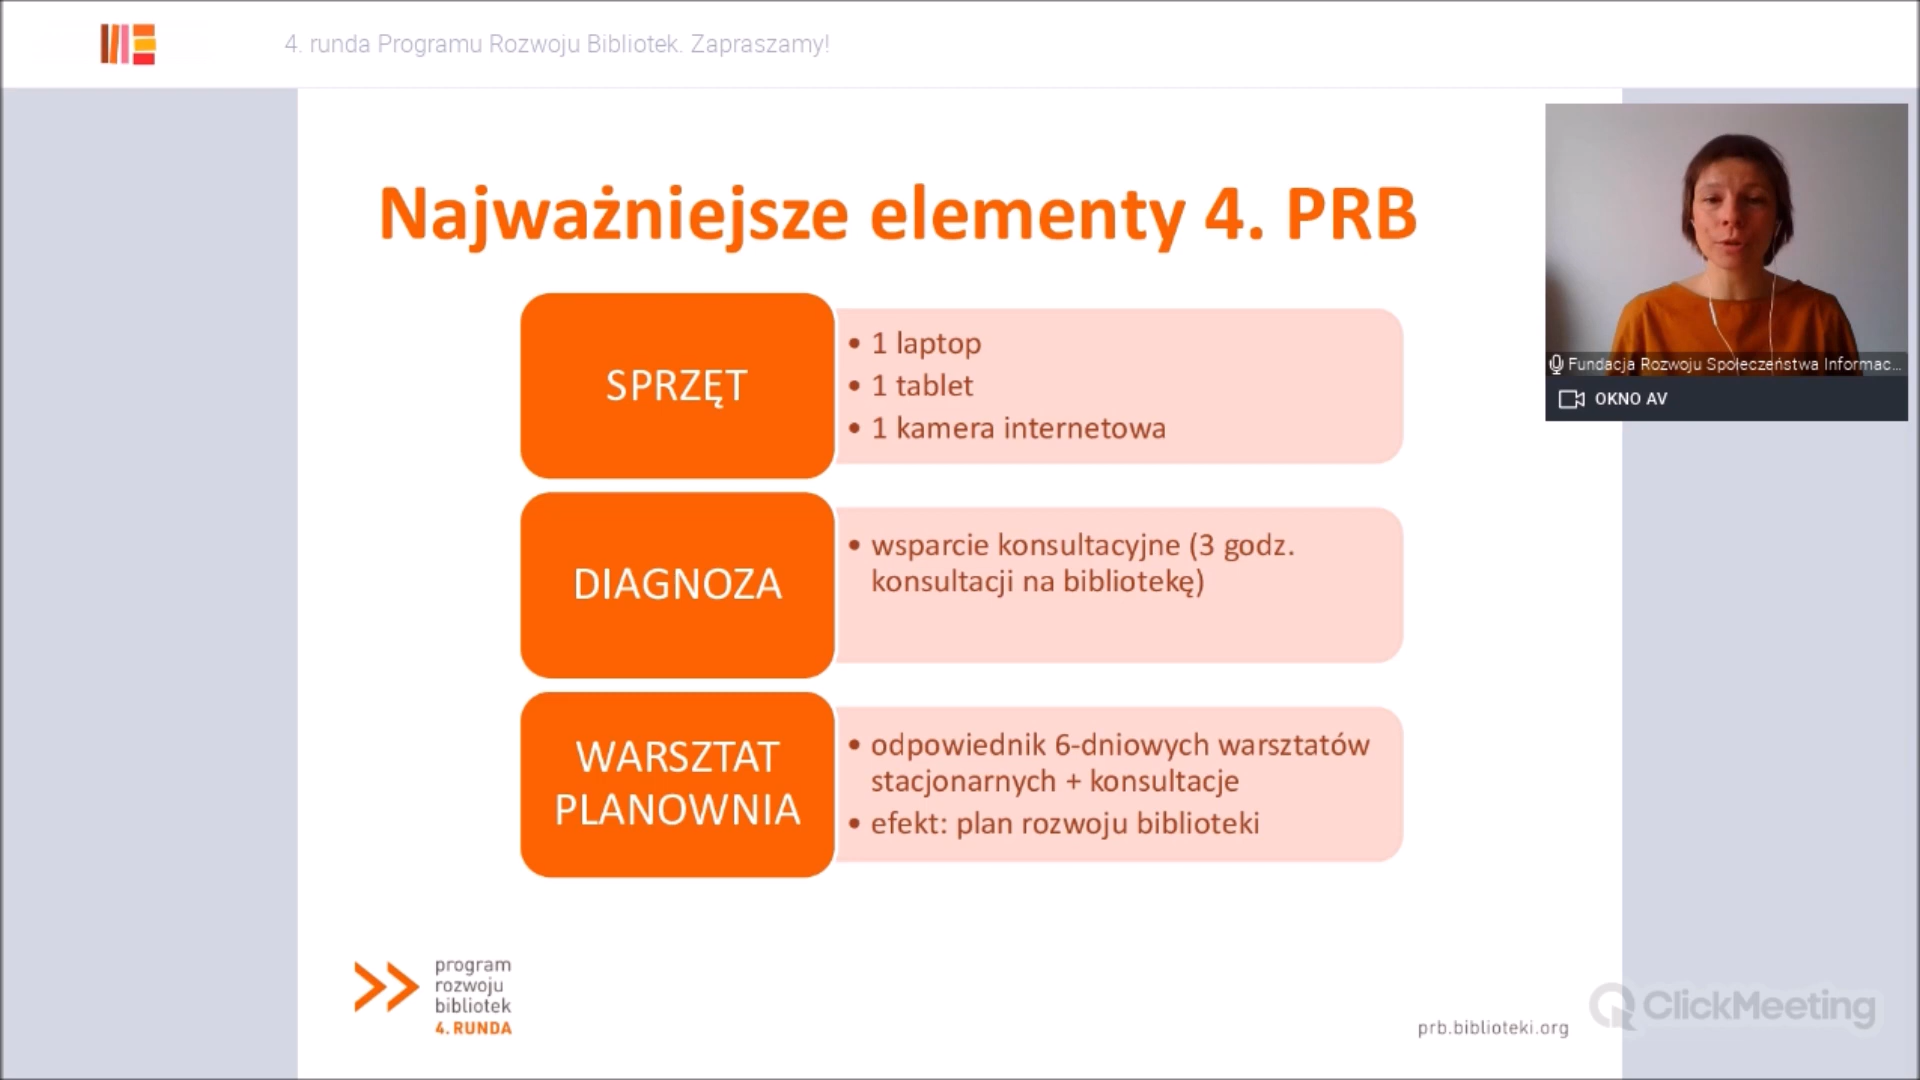 4. runda Programu Rozwoju Bibliotek. Zapraszamy!
Najważniejsze elementy 4. PRB
SPRZĘT
• 1 laptop
• 1 tablet
• 1 kamera internetowa
DIAGNOZA
• wsparcie konsultacyjne (3 godz.
konsultacji na bibliotekę)
WARSZTAT
PLANOWNIA
• odpowiednik 6-dniowych warsztatów
stacjonarnych + konsultacje
• efekt: plan rozwoju biblioteki
Fundacja Rozwoju Społeczeństwa Informac...
OKNO AV
program
rozwoju
bibliotek
4. RUNDA
prb.biblioteki.org
ClickMeeting